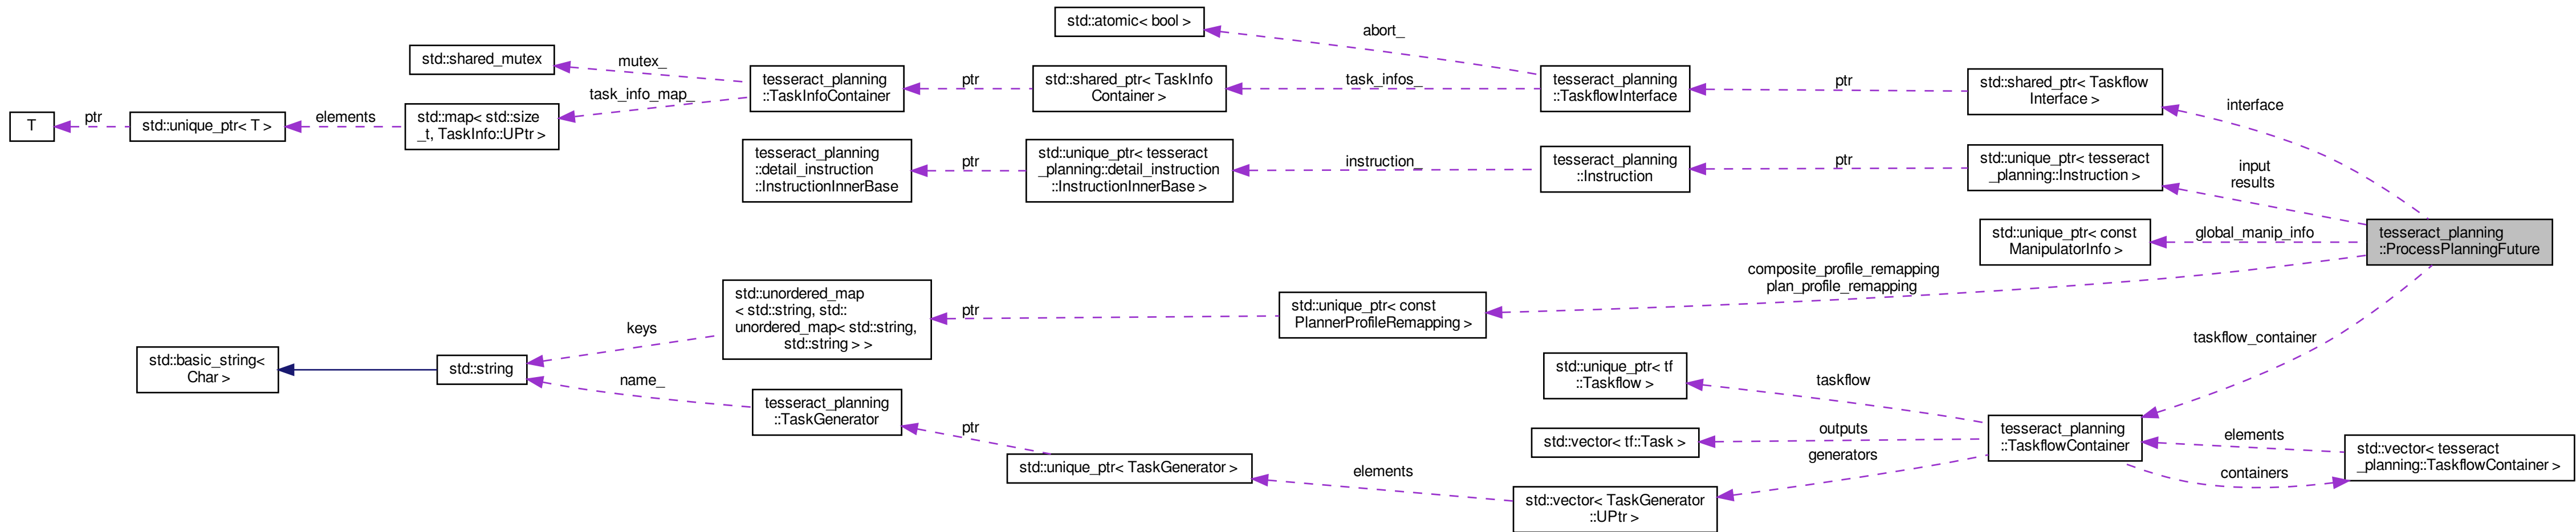 std::atomic< bool >
abort_
std::shared_mutex
mutex_
tesseract_planning
::TaskInfoContainer
ptr
std::shared_ptr< TaskInfo
Container >
task_infos_
tesseract_planning
::TaskflowInterface
ptr
std::shared_ptr< Taskflow
Interface >
interface
task_info_map_
T
ptr
std::unique_ptr< T >
elements
std::map< std::size
_t, TaskInfo::UPtr >
tesseract_planning
::detail_instruction
::InstructionInnerBase
ptr
std::unique_ptr< tesseract
_planning::detail_instruction
::InstructionInnerBase >
instruction_
tesseract_planning
::Instruction
ptr
std::unique_ptr< tesseract
_planning::Instruction >
input
results
std::unique_ptr< const
ManipulatorInfo >
global_manip_info
tesseract_planning
::ProcessPlanningFuture
composite_profile_remapping
plan_profile_remapping
std::unordered_map
< std::string, std::
unordered_map< std::string,
std::string > >
ptr
std::unique_ptr< const
PlannerProfileRemapping >
keys
taskflow_container
std::basic_string<
Char >
std::string
name_
std::unique_ptr< tf
::Taskflow >
taskflow
tesseract_planning
::TaskGenerator
ptr
std::vector< tf::Task >
outputs
generators
tesseract_planning
::TaskflowContainer
elements
containers
std::vector< tesseract
_planning::TaskflowContainer >
std::unique_ptr< TaskGenerator >
elements
std::vector< TaskGenerator
::UPtr >